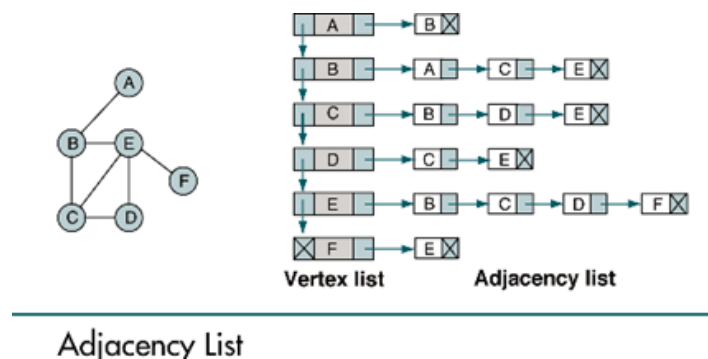 A
B
E
F
C
D
A B
B A C E
C B D E
D C E
E B C D F
F E
Vertex list Adjacency list
Adjacency List